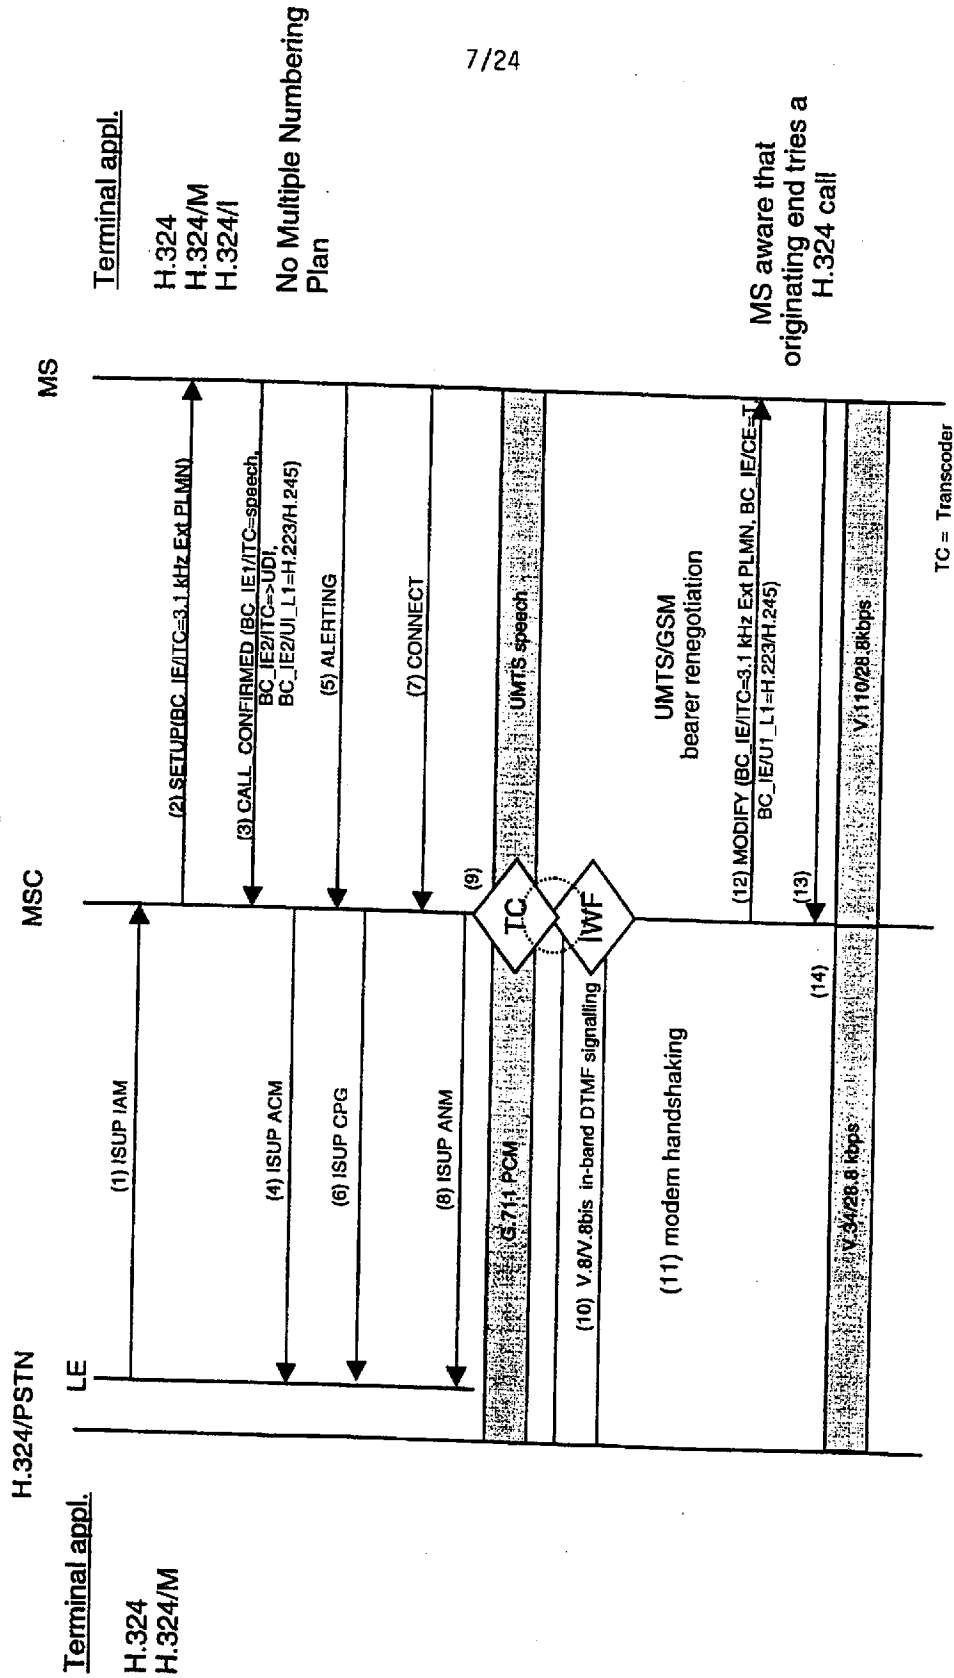 7/24
H.324/PSTN
Terminal appl.
H.324
H.324/M
LE
MSC
MS
Terminal appl.
H.324
H.324/M
H.324/I
No Multiple Numbering
Plan
(1) ISUP IAM
(2) SETUP(BC_IE/ITC=3.1 kHz Ext PLMN)
(3) CALL CONFIRMED (BC_IE1/ITC=speech,
BC_IE2/ITC=>UDI,
BC_IE2/UI_L1=H.223/H.245)
(4) ISUP ACM
(5) ALERTING
(6) ISUP CPG
(7) CONNECT
(8) ISUP ANM
(9)
G.711 PCM
TC
UMTS speech
IWF
(10) V.8/V.8bis in-band DTMF signalling
(11) modem handshaking
UMTS/GSM
bearer renegotiation
(12) MODIFY (BC_IE/ITC=3.1 kHz Ext PLMN, BC_IE/CE=T,
BC_IE/U1_L1=H.223/H.245)
MS aware that
originating end tries a
H.324 call
(13)
(14)
V.34/28.8 kbps
V.110/28.8kbps
TC = Transcoder